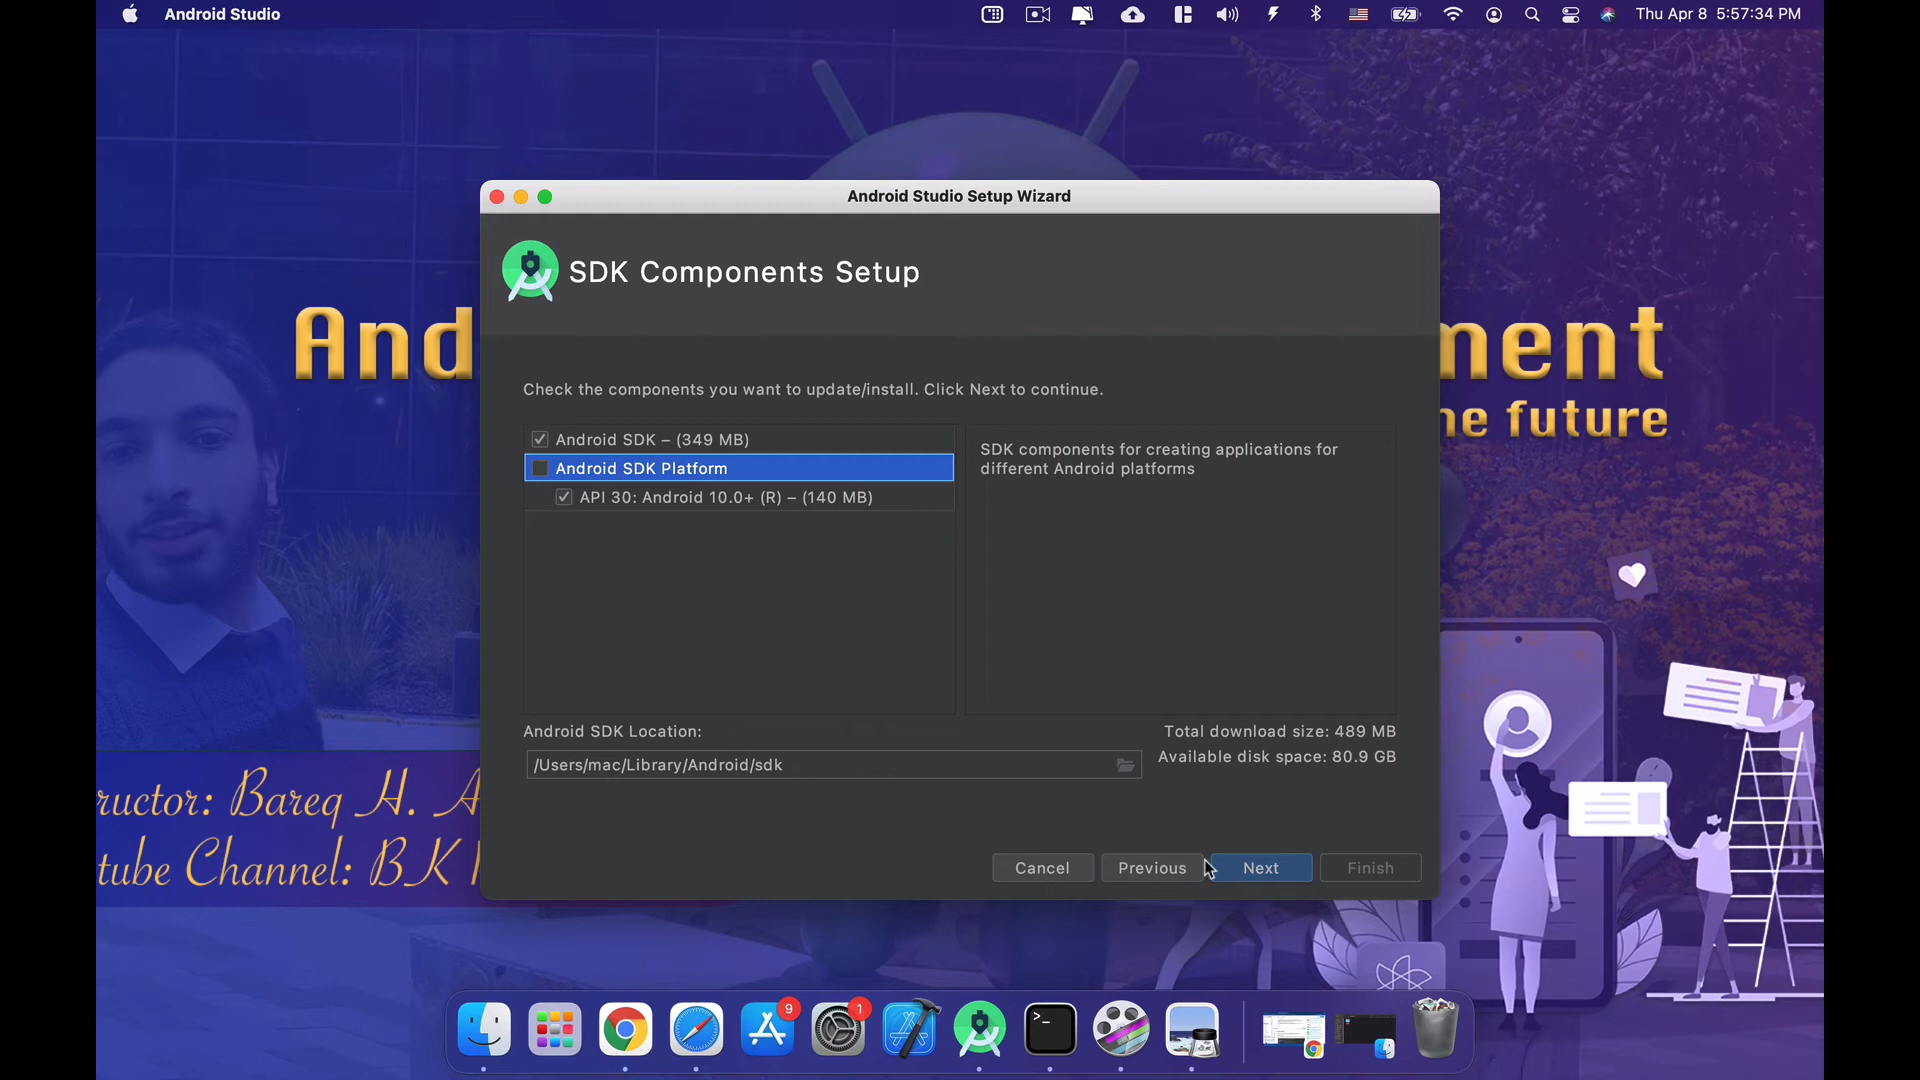 Android Studio
Thu Apr 8 5:57:34 PM
Android Studio Setup Wizard
SDK Components Setup
And
ment
he future
Check the components you want to update/install. Click Next to continue.
Android SDK – (349 MB)
Android SDK Platform
API 30: Android 10.0+ (R) – (140 MB)
SDK components for creating applications for
different Android platforms
Android SDK Location:
/Users/mac/Library/Android/sdk
Total download size: 489 MB
Available disk space: 80.9 GB
ructor: Bareq H. A
tube Channel: BK
Cancel
Previous
Next
Finish
9
1
>_